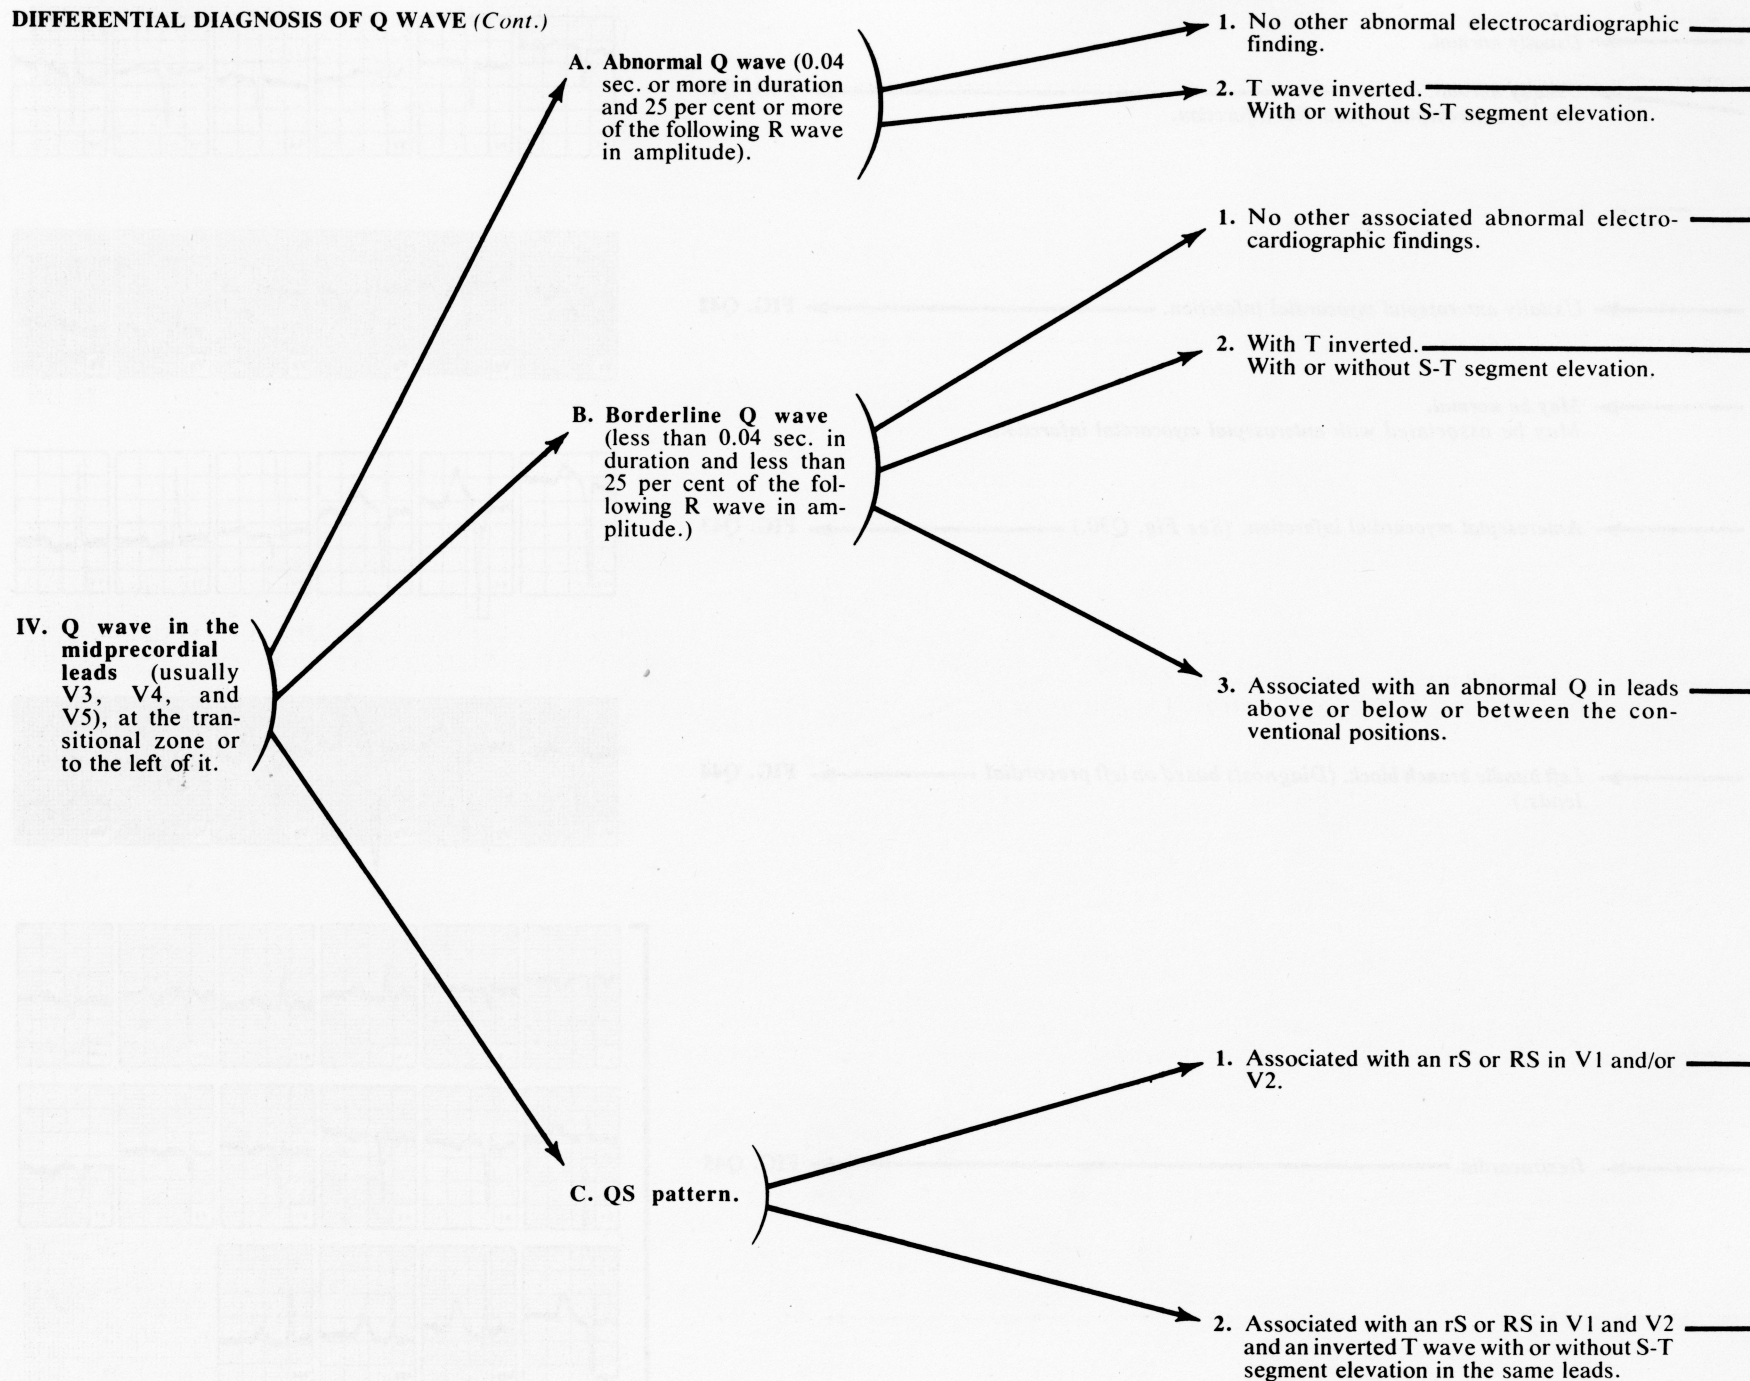 DIFFERENTIAL DIAGNOSIS OF Q WAVE (Cont.)
IV. Q wave in the
midprecordial
leads (usually
V3, V4, and
V5), at the tran-
sitional zone or
to the left of it.
A. Abnormal Q wave (0.04
sec. or more in duration
and 25 per cent or more
of the following R wave
in amplitude).
1. No other abnormal electrocardiographic
finding.
2. T wave inverted.
With or without S-T segment elevation.
B. Borderline Q wave
(less than 0.04 sec. in
duration and less than
25 per cent of the fol-
lowing R wave in am-
plitude.)
1. No other associated abnormal electro-
cardiographic findings.
2. With T inverted.
With or without S-T segment elevation.
3. Associated with an abnormal Q in leads
above or below or between the con-
ventional positions.
C. QS pattern.
1. Associated with an rS or RS in V1 and/or
V2.
2. Associated with an rS or RS in V1 and V2
and an inverted T wave with or without S-T
segment elevation in the same leads.